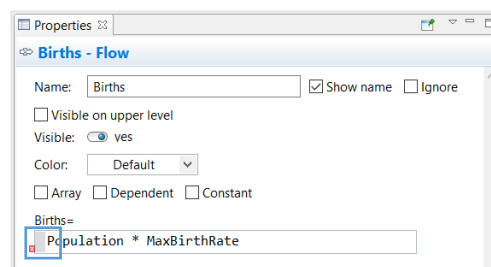 Properties
Births - Flow
Name: Births Show name Ignore
Visible on upper level
Visible: yes
Color: Default
Array Dependent Constant
Births=
Population * MaxBirthRate